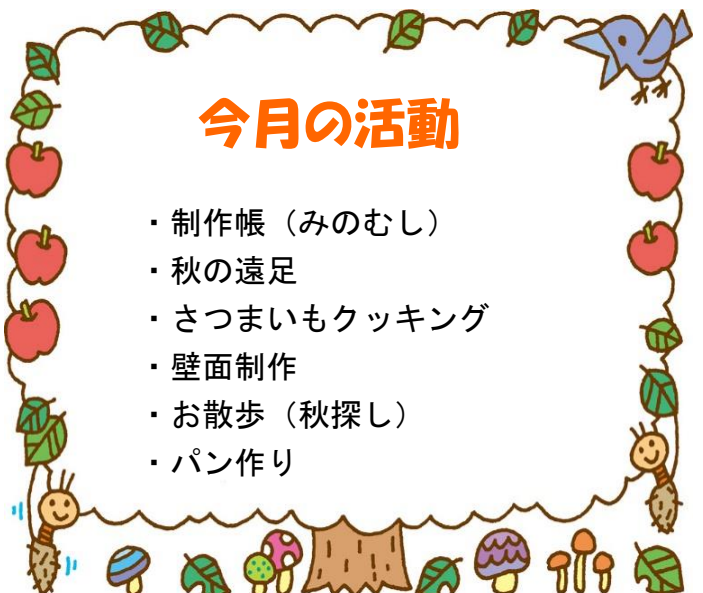 今月の活動
・制作帳（みのむし）
・秋の遠足
・さつまいもクッキング
・壁面制作
・お散歩（秋探し）
・パン作り